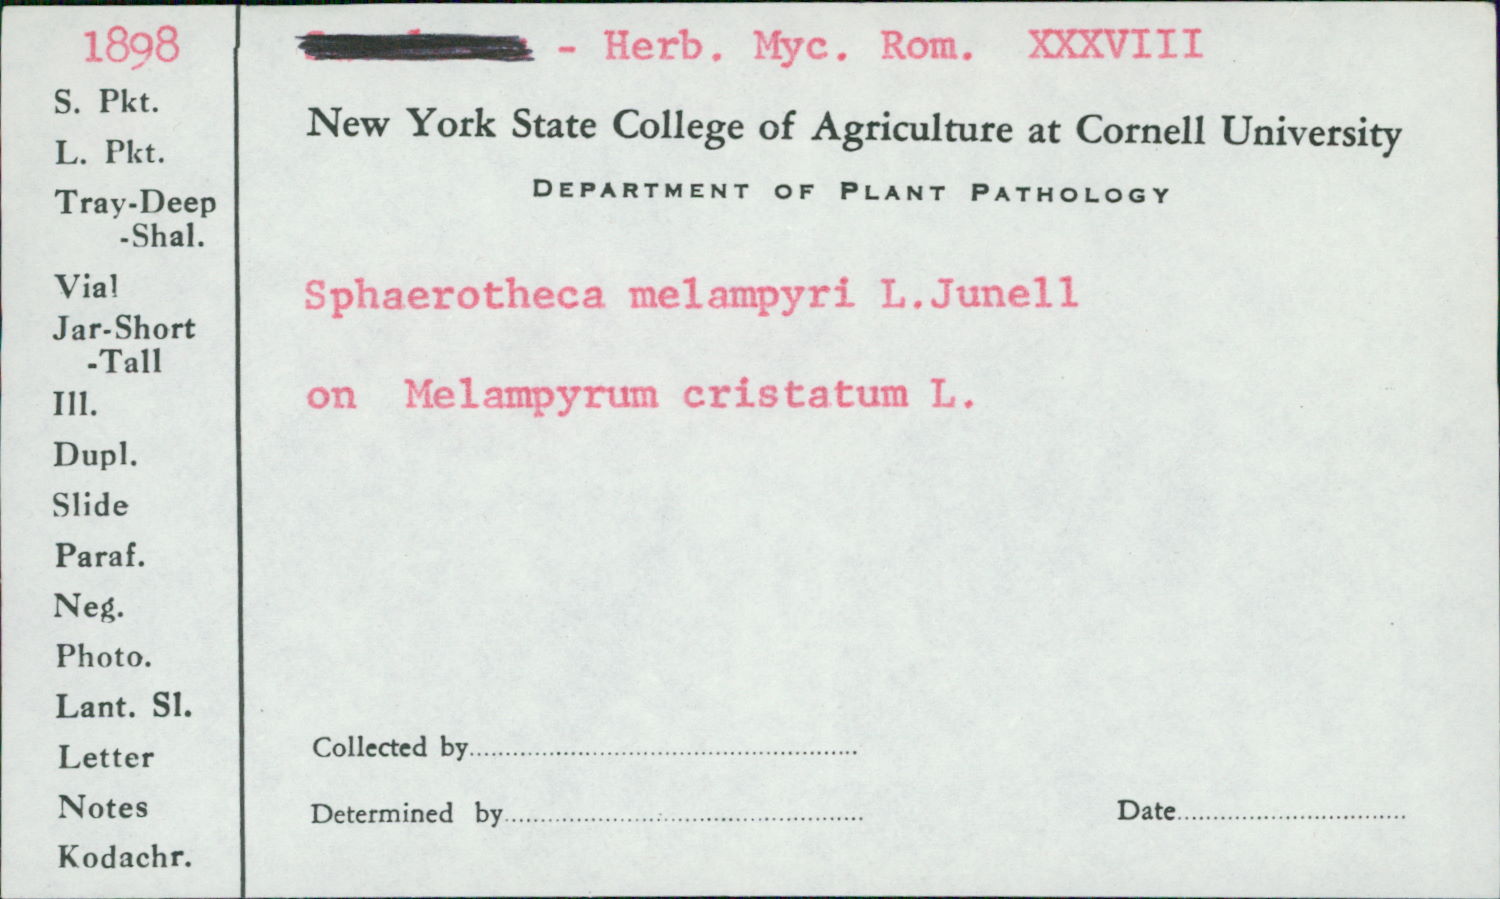 1898
- Herb. Myc. Rom. XXXVIII
New York State College of Agriculture at Cornell University
DEPARTMENT OF PLANT PATHOLOGY
Sphaerotheca melampyri L.Junell
on Melampyrum cristatum L.
Collected by
Determined by
Date
S. Pkt.
L. Pkt.
Tray-Deep
-Shal.
Vial
Jar-Short
-Tall
Ill.
Dupl.
Slide
Paraf.
Neg.
Photo.
Lant. Sl.
Letter
Notes
Kodachr.